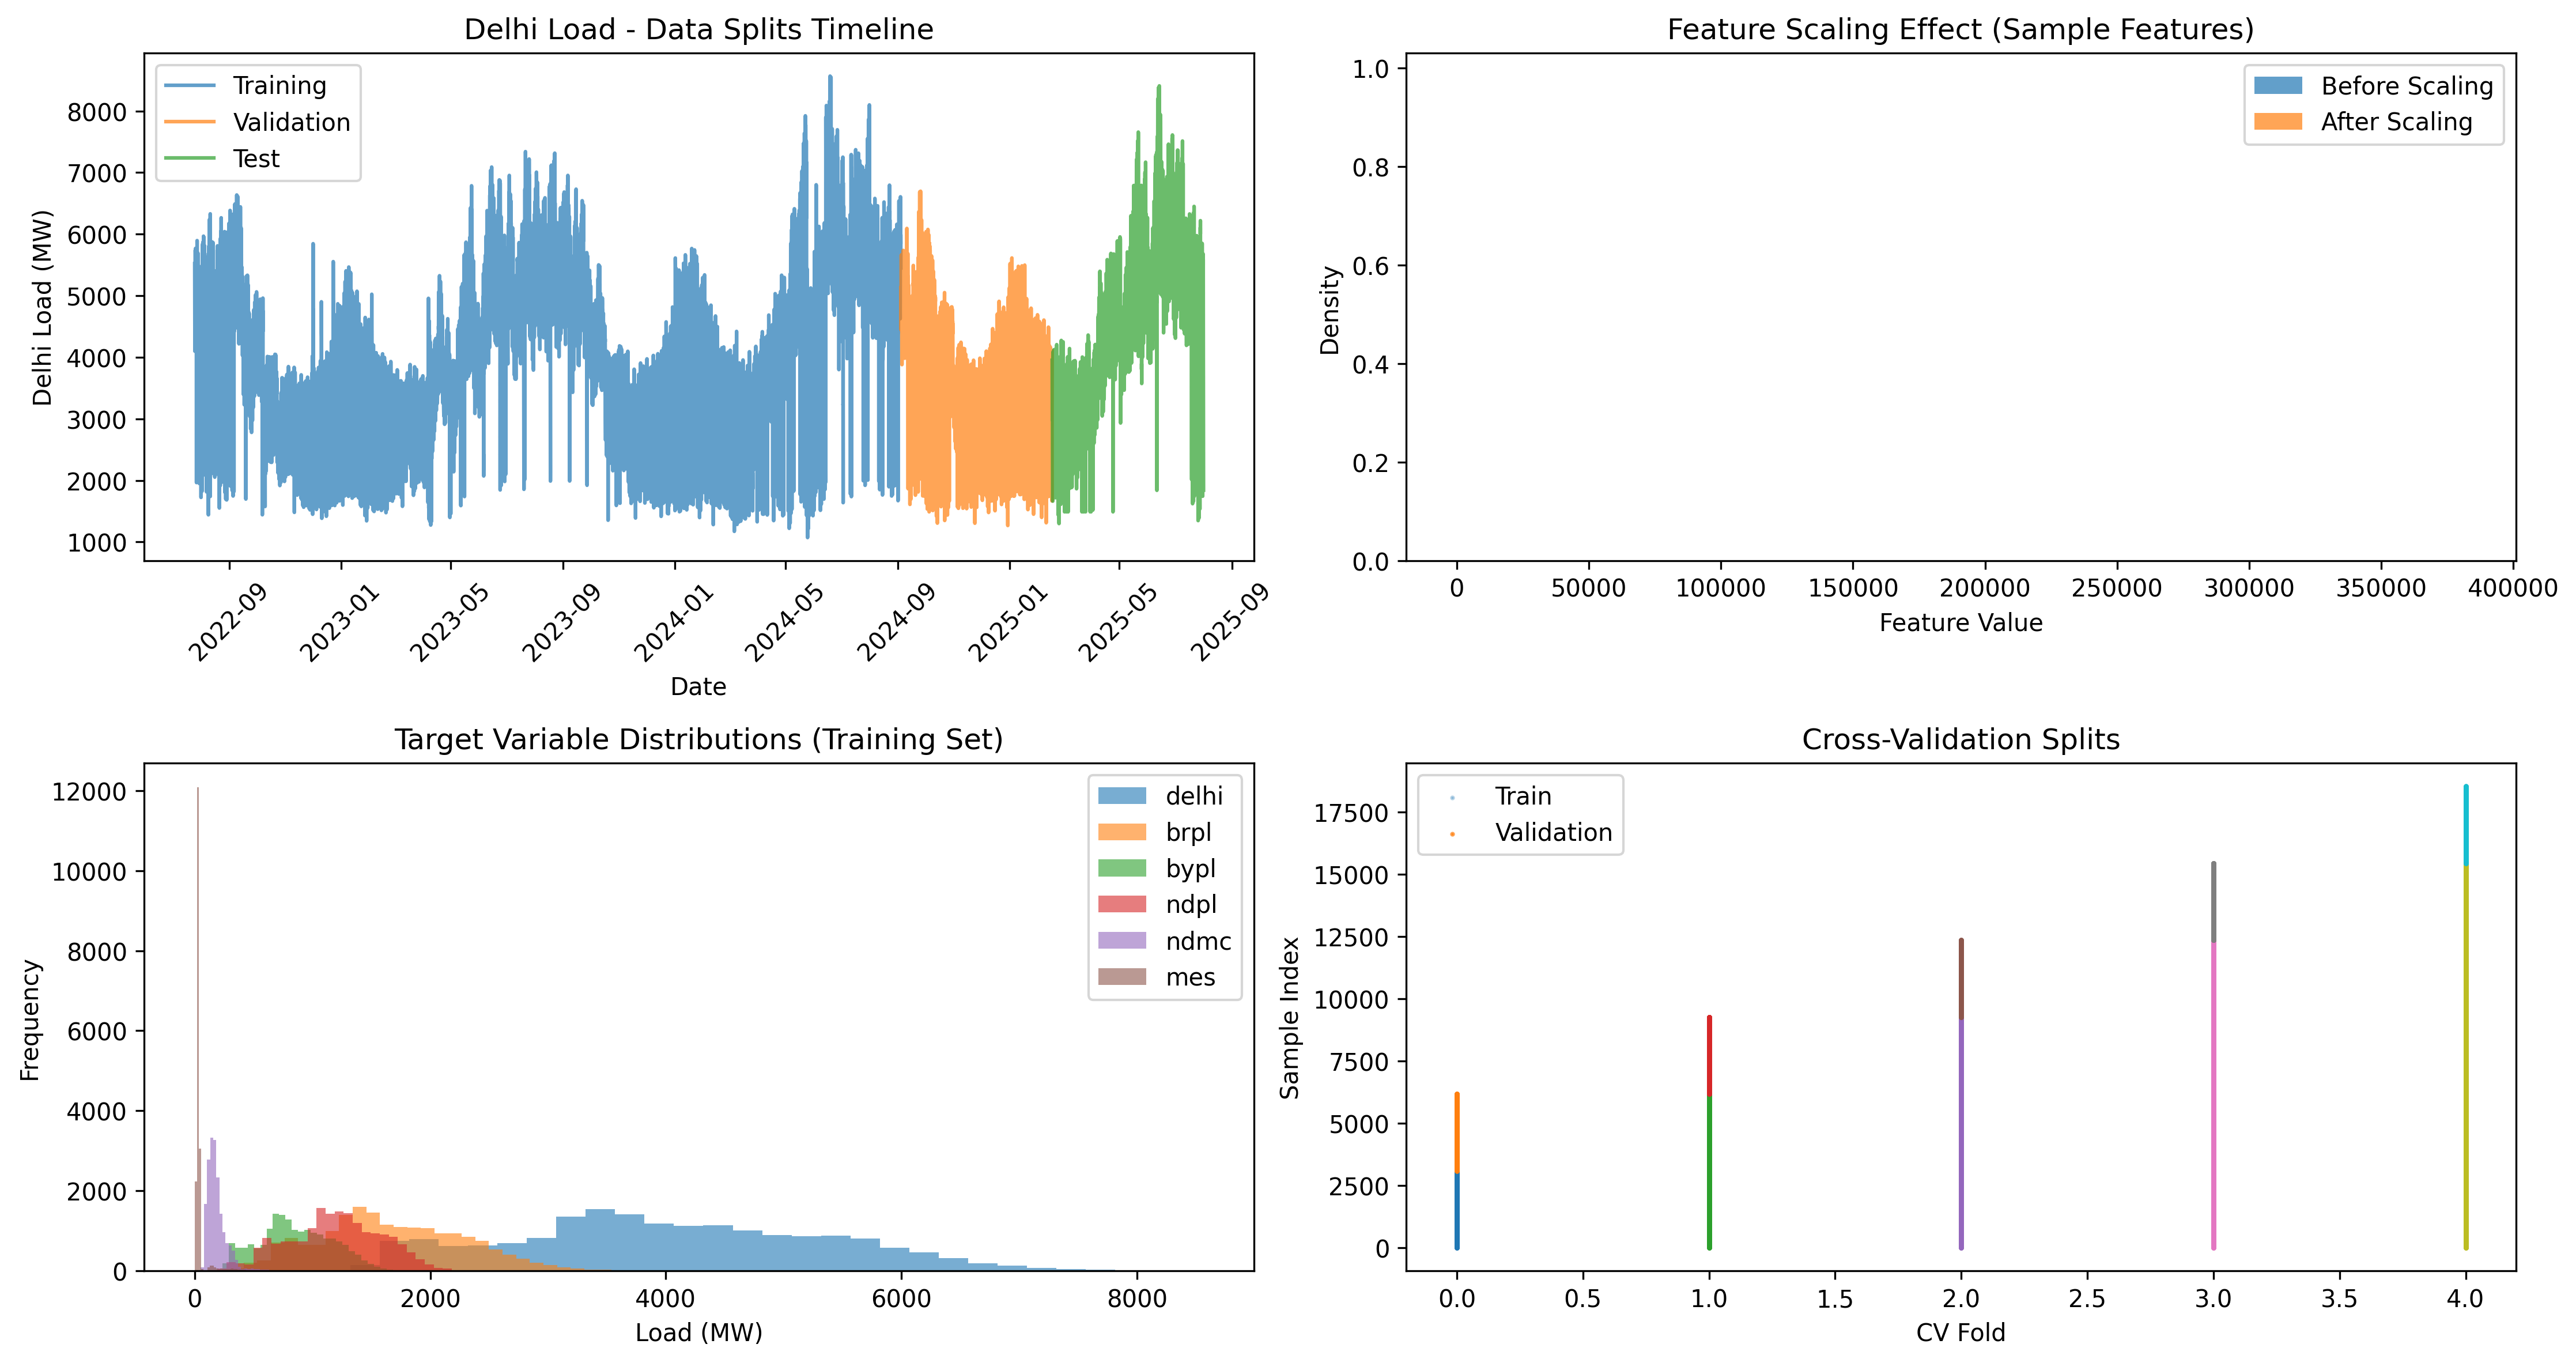 Delhi Load - Data Splits Timeline
Training
Validation
Test
8000
7000
6000
5000
4000
3000
2000
1000
Delhi Load (MW)
2022-09
2023-01
2023-05
2023-09
2024-01
2024-05
2024-09
2025-01
2025-05
2025-09
Date
Feature Scaling Effect (Sample Features)
Before Scaling
After Scaling
1.0
0.8
0.6
0.4
0.2
0.0
Density
0 50000 100000 150000 200000 250000 300000 350000 400000
Feature Value
Target Variable Distributions (Training Set)
delhi
brpl
bypl
ndpl
ndmc
mes
12000
10000
8000
6000
4000
2000
0
Frequency
0 2000 4000 6000 8000
Load (MW)
Cross-Validation Splits
Train
Validation
17500
15000
12500
10000
7500
5000
2500
0
Sample Index
0.0 0.5 1.0 1.5 2.0 2.5 3.0 3.5 4.0
CV Fold